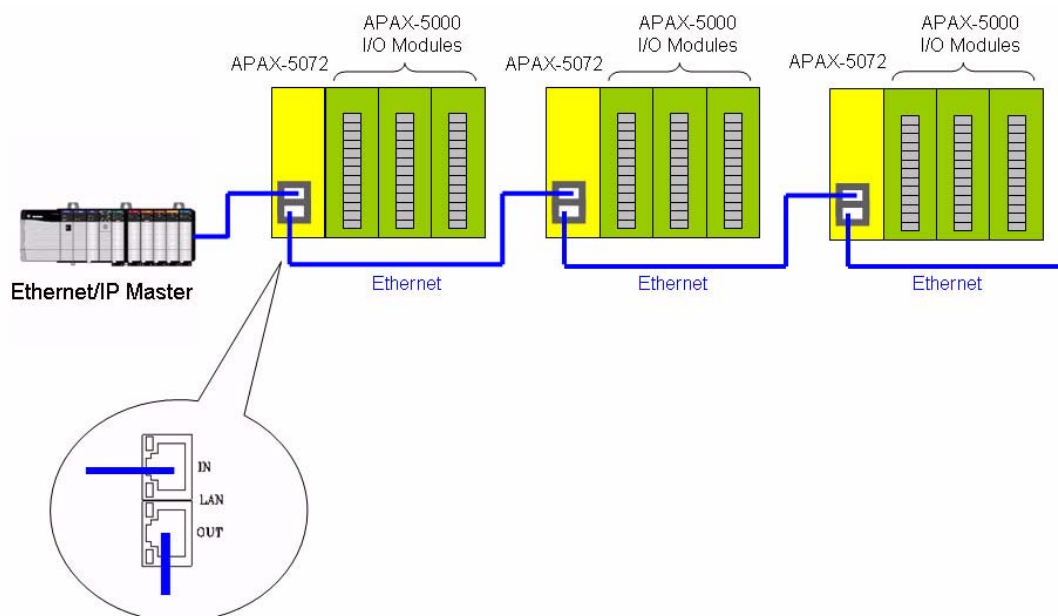 APAX-5000
I/O Modules
APAX-5072
APAX-5000
I/O Modules
APAX-5072
APAX-5000
I/O Modules
APAX-5072
Ethernet/IP Master
Ethernet
Ethernet
IN
LAN
OUT